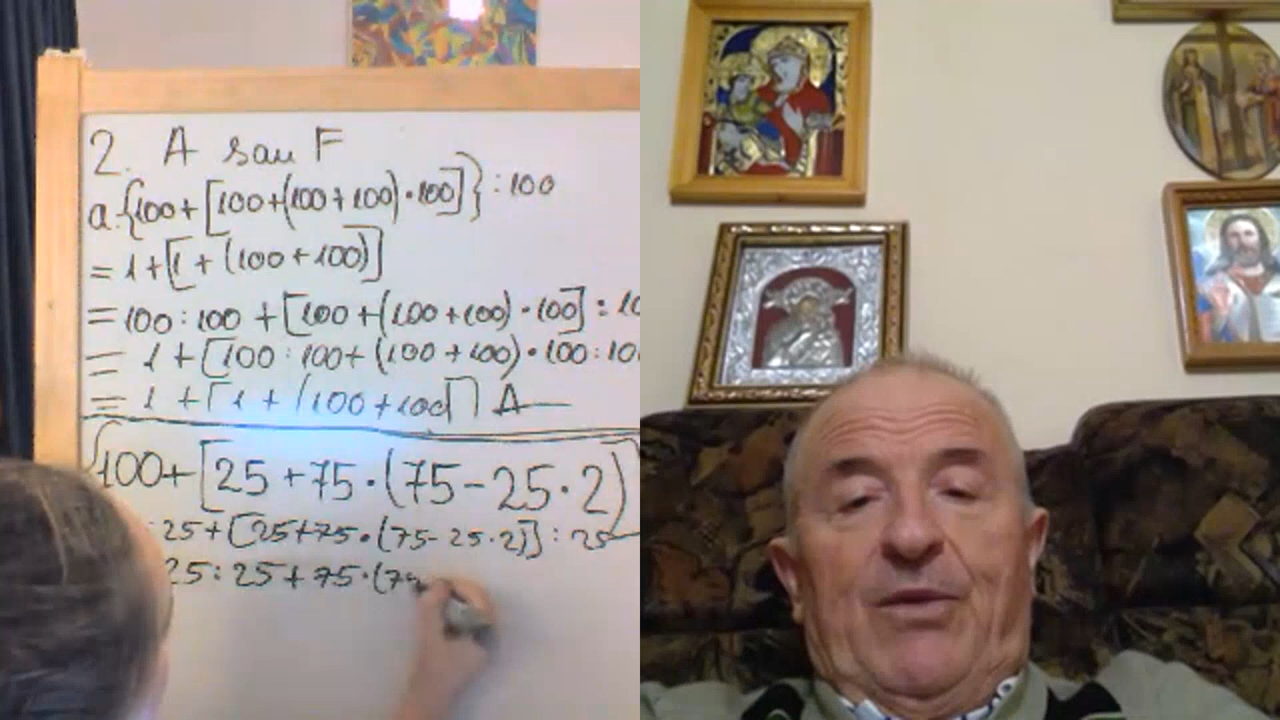 2. A sau F
a. {100+[100+(100+100)•100]}:100
= 1+[1+(100+100)]
= 100:100 +[100+(100+100)•100]:10
= 1+[100:100+(100+100)•100:10
= 1+[1+(100+100)] A
{100+[25+75•(75-25•2)
:25+[25+75•(75-25•2)]:25
25:25+75•(75